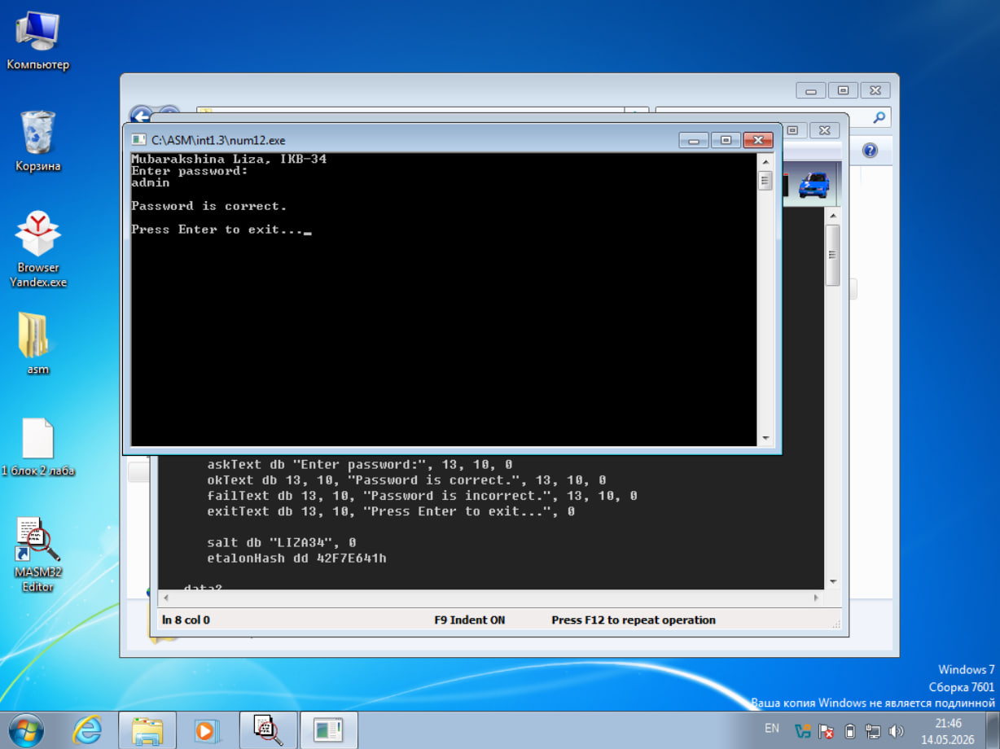 Компьютер
Корзина
Browser
Yandex.exe
asm
1 блок 2 лаба
MASM32
Editor
C:\ASM\int1.3\num12.exe
Mubarakshina Liza, IKB-34
Enter password:
admin
Password is correct.
Press Enter to exit..._
askText db "Enter password:", 13, 10, 0
okText db 13, 10, "Password is correct.", 13, 10, 0
failText db 13, 10, "Password is incorrect.", 13, 10, 0
exitText db 13, 10, "Press Enter to exit...", 0
salt db "LIZA34", 0
etalonHash dd 42F7E641h
.data?
ln 8 col 0
F9 Indent ON
Press F12 to repeat operation
Windows 7
Сборка 7601
Ваша копия Windows не является подлинной
EN
21:46
14.05.2026